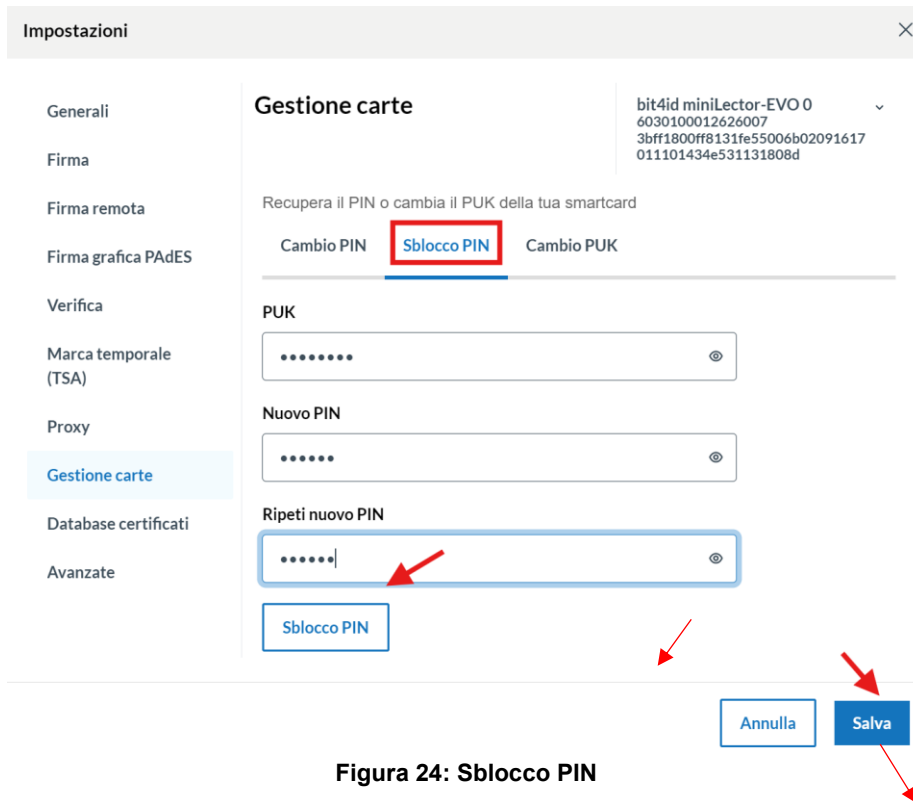 Impostazioni
Generali
Firma
Firma remota
Firma grafica PAdES
Verifica
Marca temporale
(TSA)
Proxy
Gestione carte
Database certificati
Avanzate
Gestione carte
bit4id miniLector-EVO 0
6030100012626007
3bff1800ff8131fe55006b02091617
011101434e531131808d
Recupera il PIN o cambia il PUK della tua smartcard
Cambio PIN
Sblocco PIN
Cambio PUK
PUK
••••••••
Nuovo PIN
••••••
Ripeti nuovo PIN
••••••
Sblocco PIN
Annulla
Salva
Figura 24: Sblocco PIN